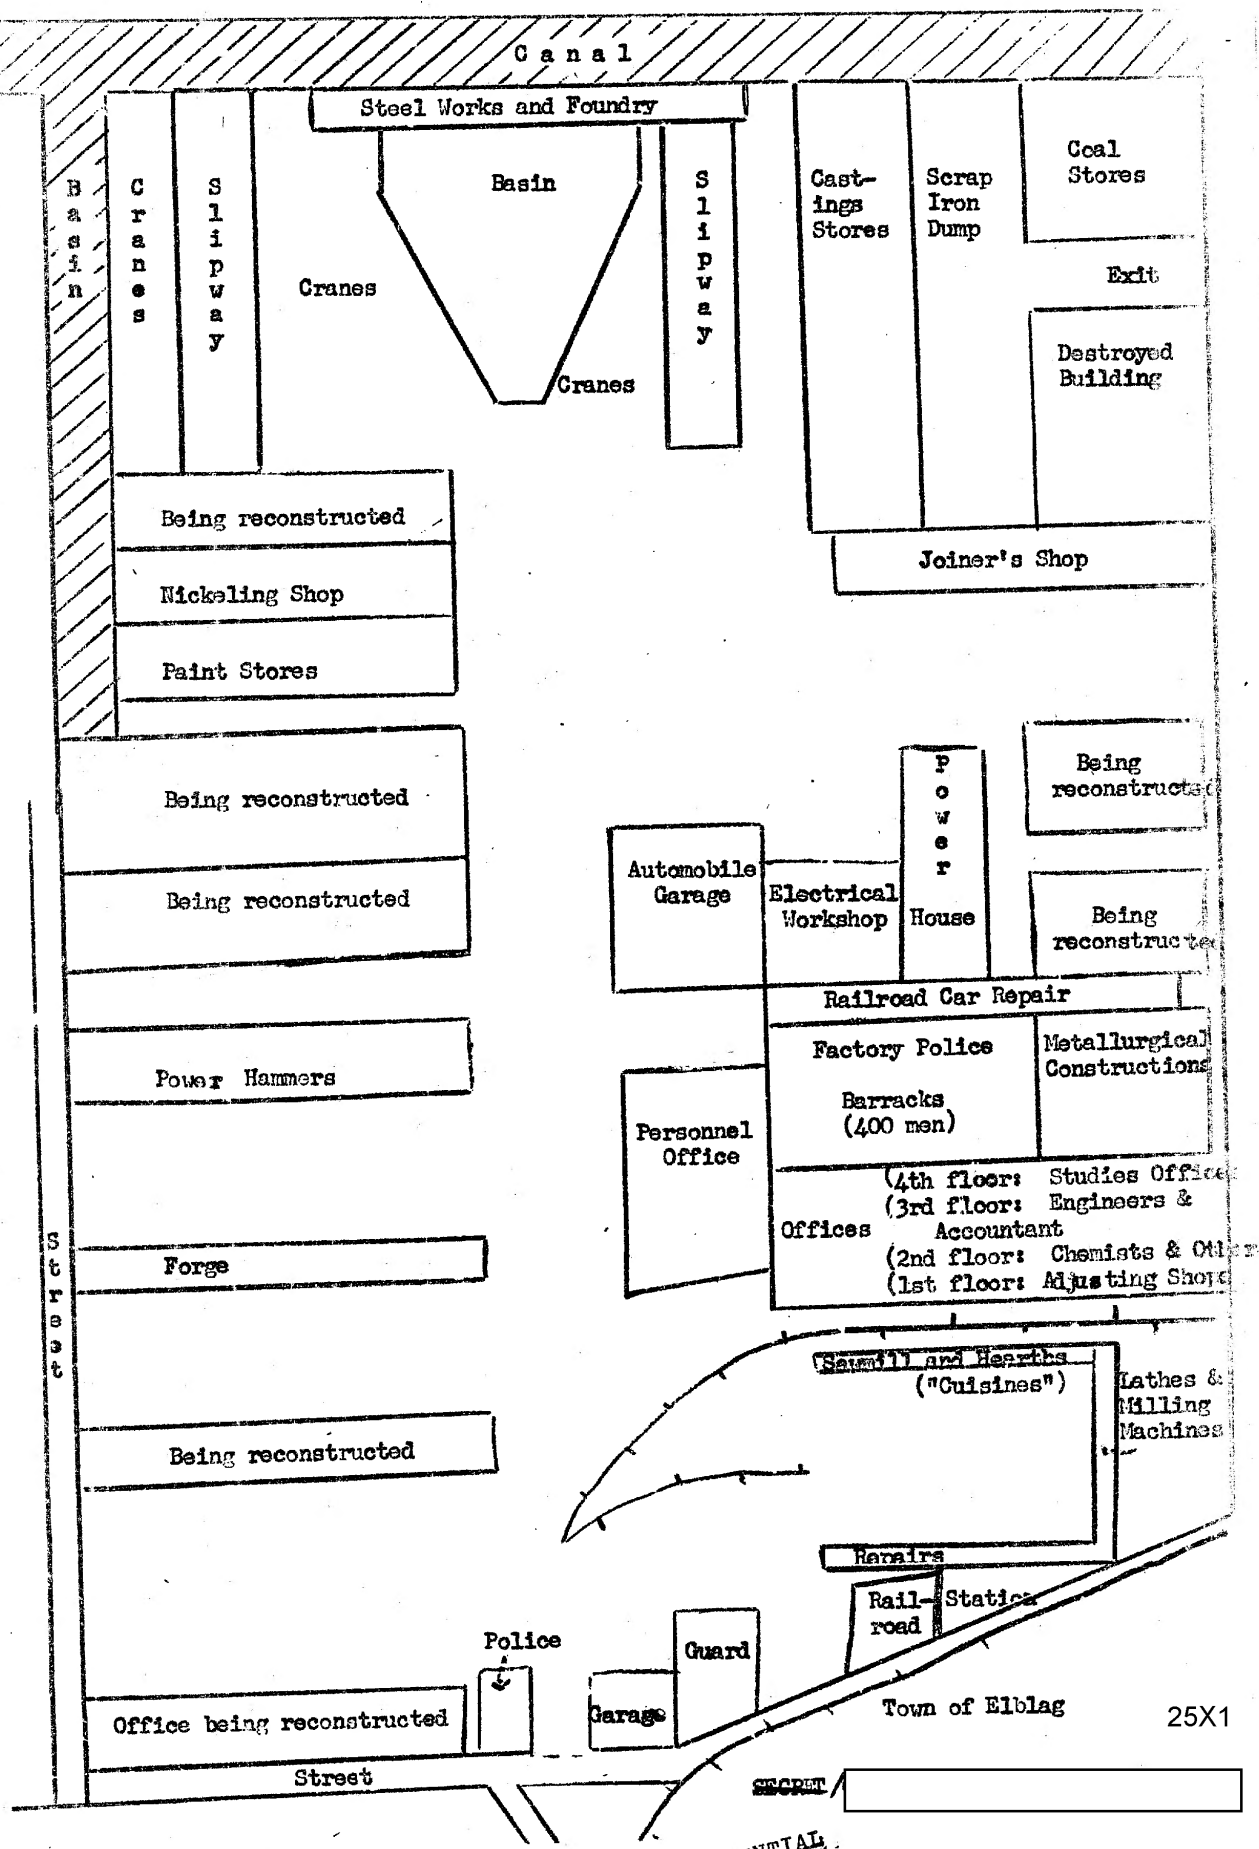 Canal
Steel Works and Foundry
Basin
Cranes
Slipway
Cranes
Basin
Cranes
Slipway
Cast-
ings
Stores
Scrap
Iron
Dump
Coal
Stores
Exit
Destroyed
Building
Being reconstructed
Nickeling Shop
Paint Stores
Joiner's Shop
Being reconstructed
Being reconstructed
Automobile
Garage
Electrical
Workshop
Power
House
Being
reconstructed
Being
reconstructed
Railroad Car Repair
Power Hammers
Factory Police
Barracks
(400 men)
Metallurgical
Constructions
Personnel
Office
Offices
(4th floor: Studies Office
(3rd floor: Engineers &
Accountant
(2nd floor: Chemists & Other
(1st floor: Adjusting Shops
Street
Forge
Sawmill and Hearths
("Cuisines")
Lathes &
Milling
Machines
Being reconstructed
Repairs
Rail-
road
Station
Police
Guard
Garage
Office being reconstructed
Town of Elblag
25X1
Street
SECRET
NTIAL